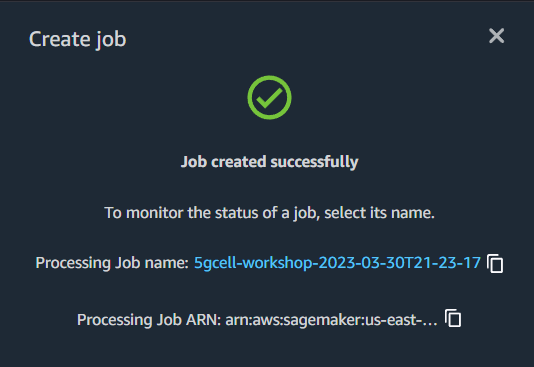 Create job
Job created successfully
To monitor the status of a job, select its name.
Processing Job name: 5gcell-workshop-2023-03-30T21-23-17
Processing Job ARN: arn:aws:sagemaker:us-east-...